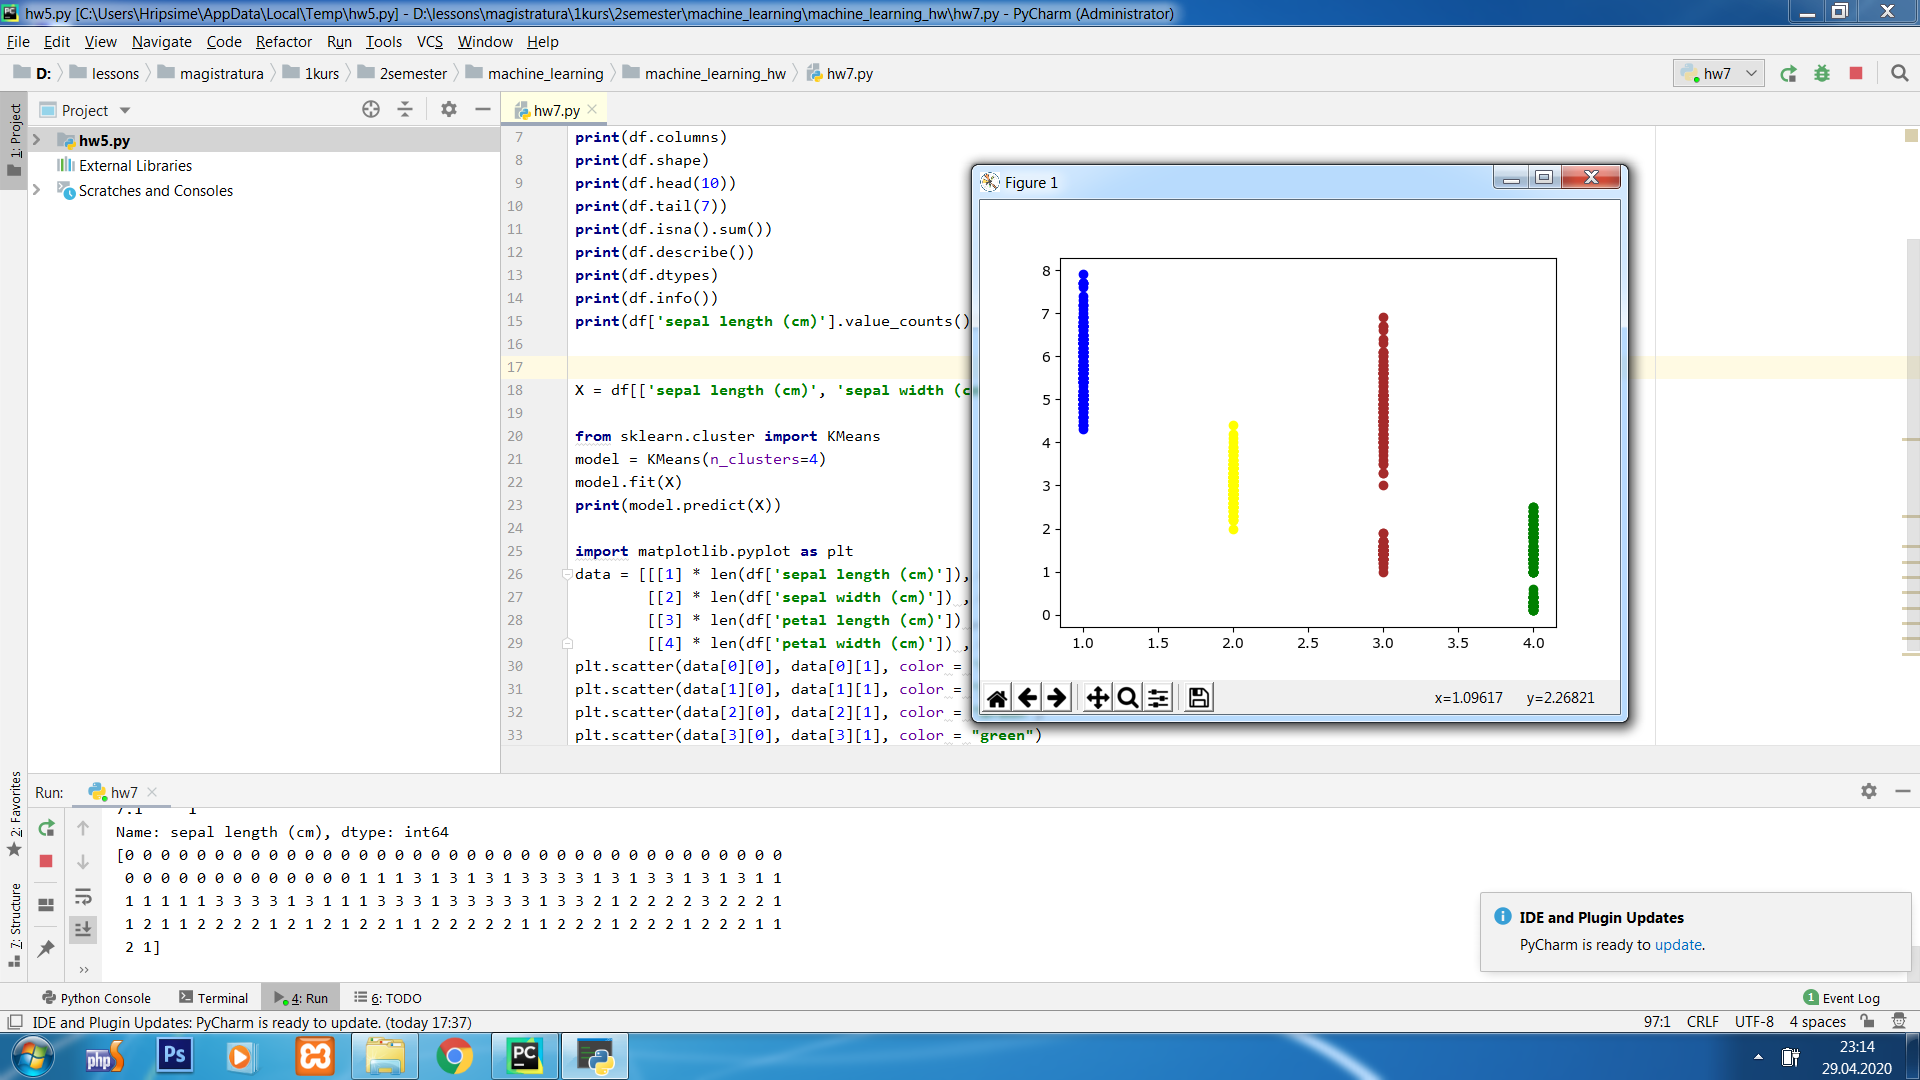 hw5.py [C:\Users\Hripsime\AppData\Local\Temp\hw5.py] - D:\lessons\magistratura\1kurs\2semester\machine_learning\machine_learning_hw\hw7.py - PyCharm (Administrator)
File Edit View Navigate Code Refactor Run Tools VCS Window Help
D: lessons magistratura 1kurs 2semester machine_learning machine_learning_hw hw7.py
hw7
1: Project
Project
hw5.py
External Libraries
Scratches and Consoles
hw7.py
7 print(df.columns)
8 print(df.shape)
9 print(df.head(10))
10 print(df.tail(7))
11 print(df.isna().sum())
12 print(df.describe())
13 print(df.dtypes)
14 print(df.info())
15 print(df['sepal length (cm)'].value_counts()
16
17
18 X = df[['sepal length (cm)', 'sepal width (c
19
20 from sklearn.cluster import KMeans
21 model = KMeans(n_clusters=4)
22 model.fit(X)
23 print(model.predict(X))
24
25 import matplotlib.pyplot as plt
26 data = [[[1] * len(df['sepal length (cm)']),
27 [[2] * len(df['sepal width (cm)']) ,
28 [[3] * len(df['petal length (cm)'])
29 [[4] * len(df['petal width (cm)']) ,
30 plt.scatter(data[0][0], data[0][1], color =
31 plt.scatter(data[1][0], data[1][1], color =
32 plt.scatter(data[2][0], data[2][1], color =
33 plt.scatter(data[3][0], data[3][1], color = "green")
Figure 1
8
7
6
5
4
3
2
1
0
1.0 1.5 2.0 2.5 3.0 3.5 4.0
x=1.09617 y=2.26821
2: Favorites
7: Structure
Run: hw7
7.1 1
Name: sepal length (cm), dtype: int64
[0 0 0 0 0 0 0 0 0 0 0 0 0 0 0 0 0 0 0 0 0 0 0 0 0 0 0 0 0 0 0 0 0 0 0 0 0
0 0 0 0 0 0 0 0 0 0 0 0 0 1 1 1 3 1 3 1 3 1 3 3 3 3 1 3 1 3 3 1 3 1 3 1 1
1 1 1 1 1 3 3 3 3 1 3 1 1 1 3 3 3 1 3 3 3 3 3 1 3 3 2 1 2 2 2 2 3 2 2 2 1
1 2 1 1 2 2 2 2 1 2 1 2 1 2 2 1 1 2 2 2 2 2 1 1 2 2 2 1 2 2 2 1 2 2 2 1 1
2 1]
IDE and Plugin Updates
PyCharm is ready to update.
Python Console Terminal 4: Run 6: TODO
1 Event Log
IDE and Plugin Updates: PyCharm is ready to update. (today 17:37)
97:1 CRLF UTF-8 4 spaces
php Ps PC
23:14
29.04.2020